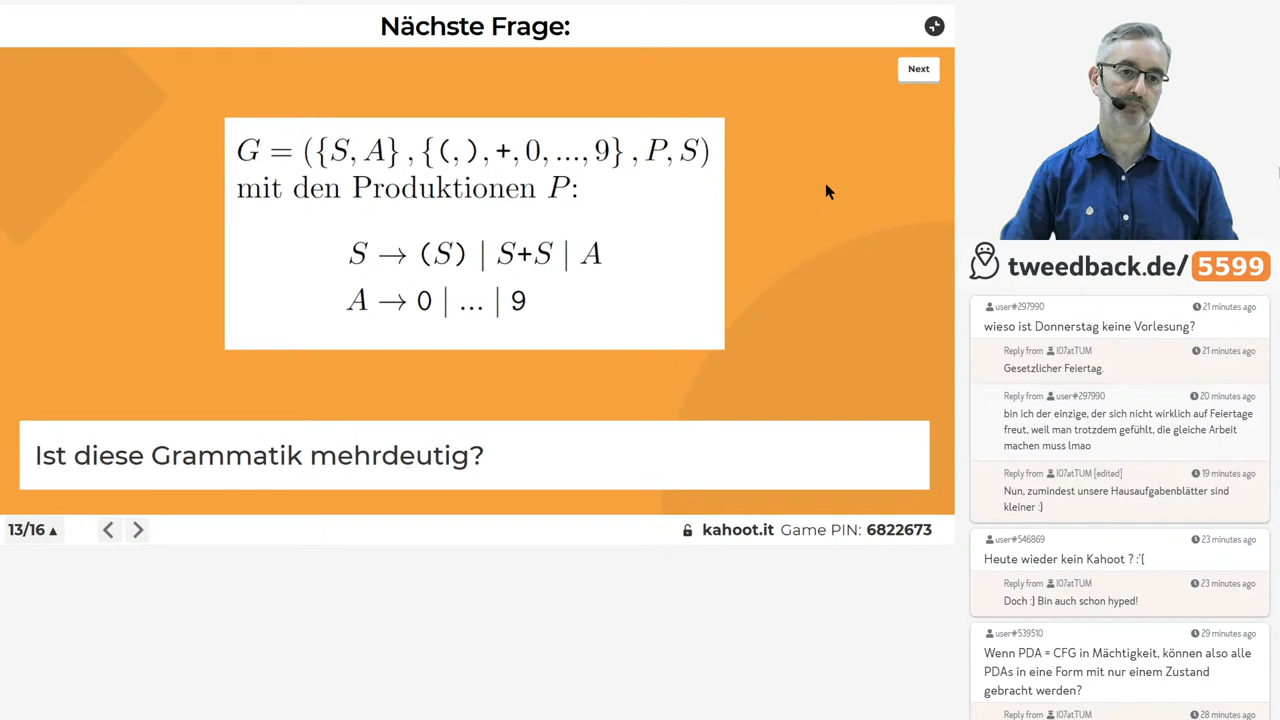 Nächste Frage:
Next
G = ({S, A}, {(, ), +, 0, ..., 9}, P, S)
mit den Produktionen P:
S → (S) | S+S | A
A → 0 | ... | 9
Ist diese Grammatik mehrdeutig?
13/16
kahoot.it Game PIN: 6822673
tweedback.de/ 5599
user#297990 21 minutes ago
wieso ist Donnerstag keine Vorlesung?
Reply from I07atTUM 21 minutes ago
Gesetzlicher Feiertag.
Reply from user#297990 20 minutes ago
bin ich der einzige, der sich nicht wirklich auf Feiertage
freut, weil man trotzdem gefühlt, die gleiche Arbeit
machen muss lmao
Reply from I07atTUM [edited] 19 minutes ago
Nun, zumindest unsere Hausaufgabenblätter sind
kleiner :)
user#546869 23 minutes ago
Heute wieder kein Kahoot ? :'(
Reply from I07atTUM 23 minutes ago
Doch :) Bin auch schon hyped!
user#539510 29 minutes ago
Wenn PDA = CFG in Mächtigkeit, können also alle
PDAs in eine Form mit nur einem Zustand
gebracht werden?
Reply from I07atTUM 28 minutes ago